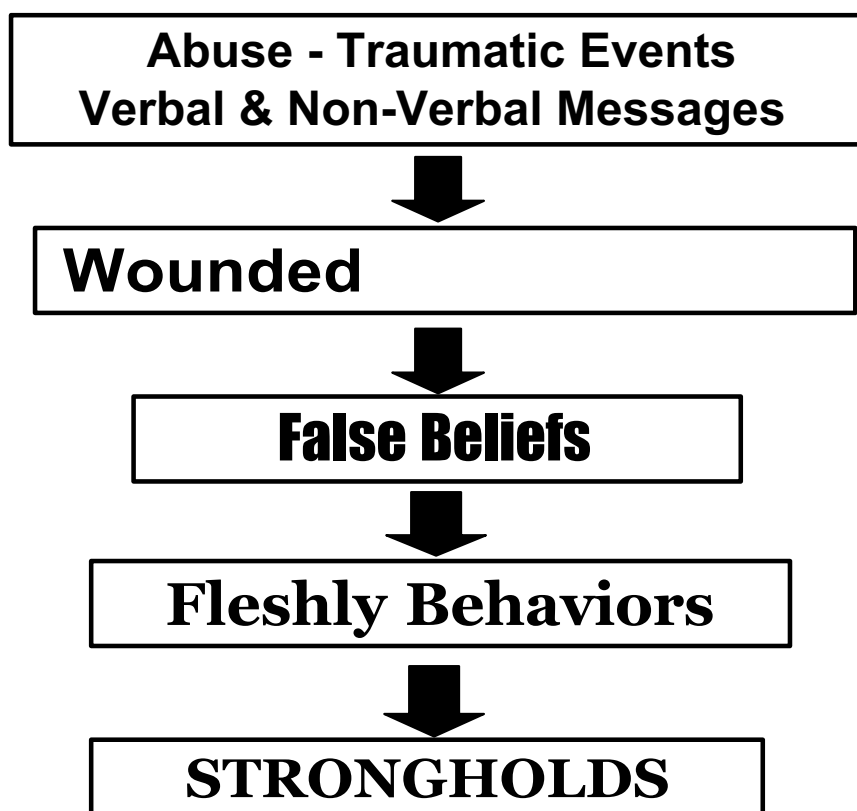 Abuse - Traumatic Events
Verbal & Non-Verbal Messages
Wounded
False Beliefs
Fleshly Behaviors
STRONGHOLDS